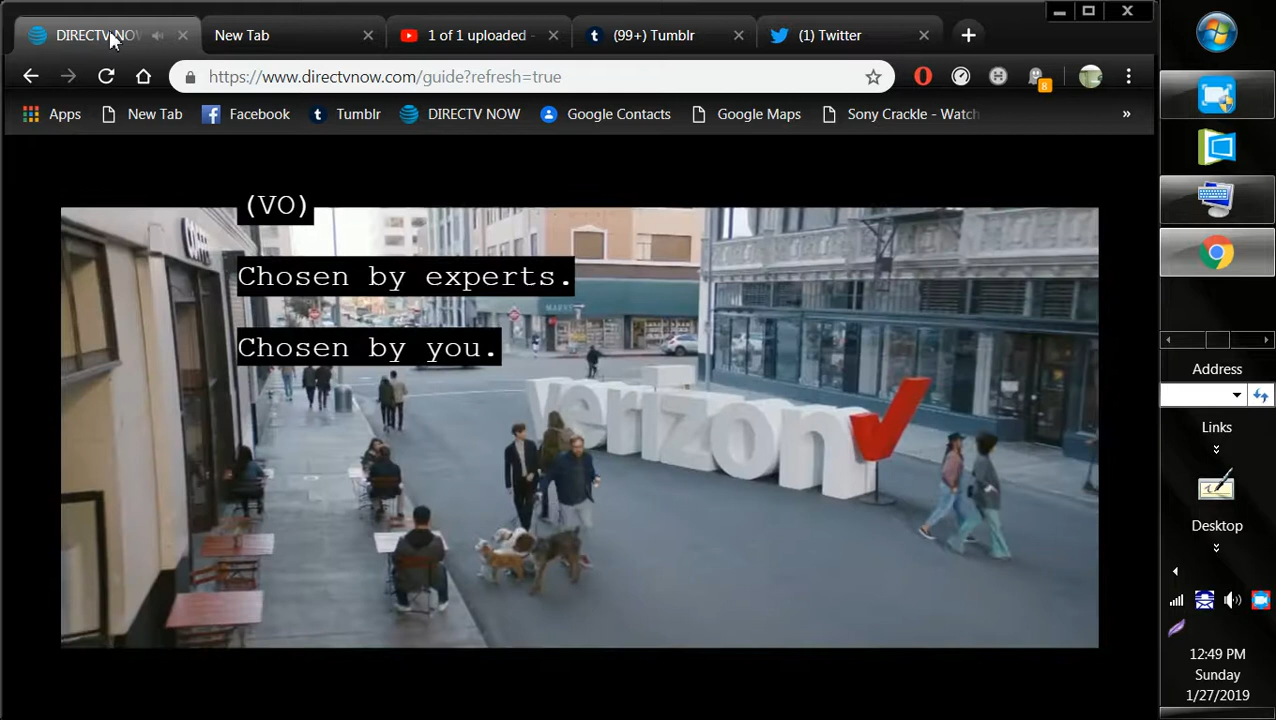 DIRECTV NOW
New Tab
1 of 1 uploaded -
(99+) Tumblr
(1) Twitter
https://www.directvnow.com/guide?refresh=true
8
Apps
New Tab
Facebook
Tumblr
DIRECTV NOW
Google Contacts
Google Maps
Sony Crackle - Watch
»
(VO)
Chosen by experts.
Chosen by you.
verizon
Address
Links
Desktop
12:49 PM
Sunday
1/27/2019